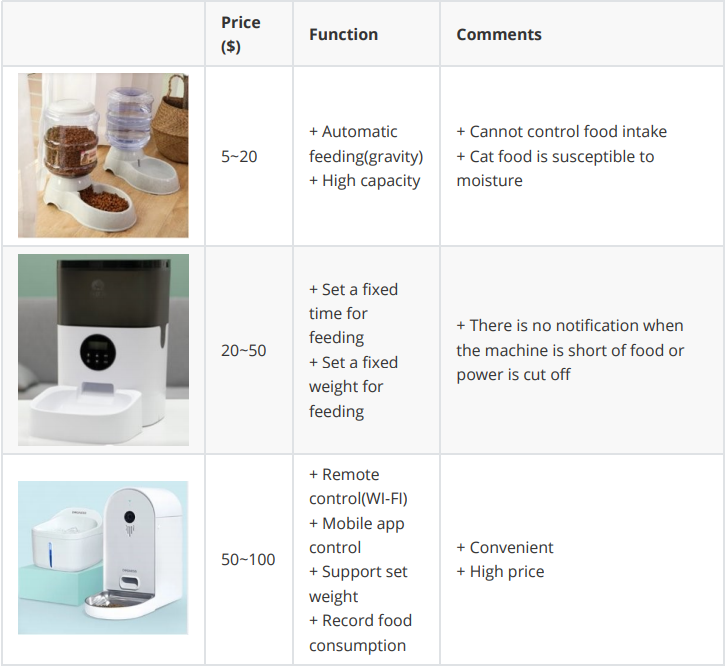 Price
($)
Function
Comments
5~20
+ Automatic
feeding(gravity)
+ High capacity
+ Cannot control food intake
+ Cat food is susceptible to
moisture
20~50
+ Set a fixed
time for
feeding
+ Set a fixed
weight for
feeding
+ There is no notification when
the machine is short of food or
power is cut off
50~100
+ Remote
control(WI-FI)
+ Mobile app
control
+ Support set
weight
+ Record food
consumption
+ Convenient
+ High price